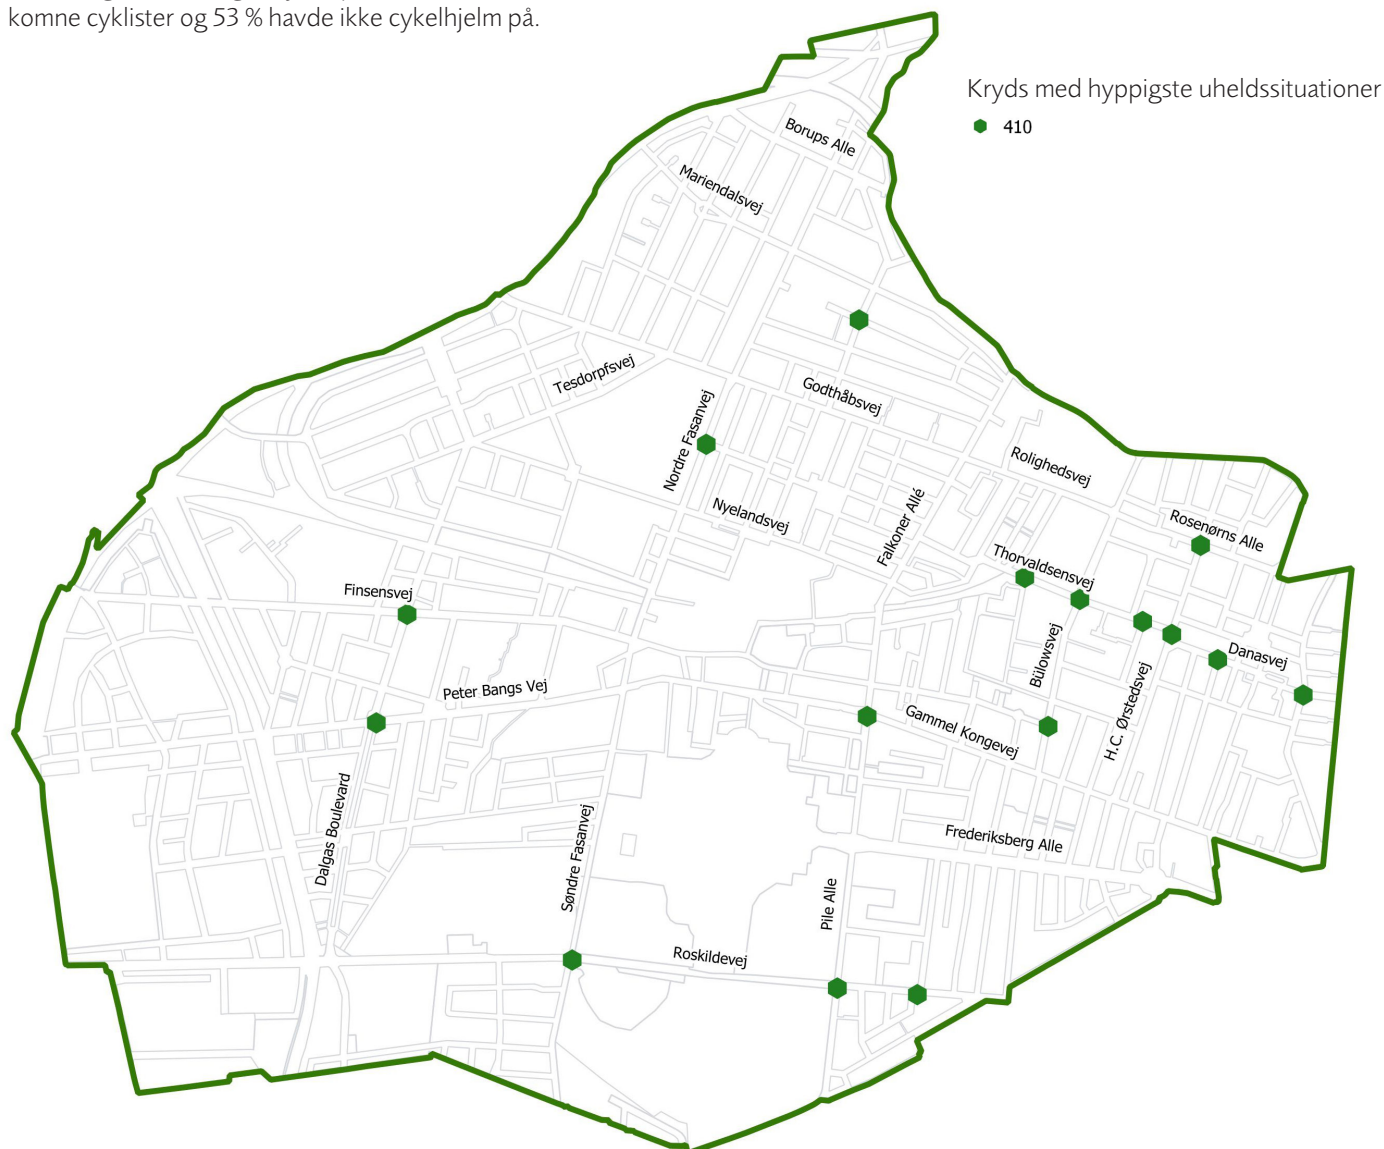 komne cyklister og 53 % havde ikke cykelhjelm på.
Kryds med hyppigste uheldssituationer
410
Borups Alle
Mariendalsvej
Tesdorpfsvej
Godthåbsvej
Nordre Fasanvej
Rolighedsvej
Nyelandsvej
Falkoner Allé
Rosenørns Alle
Thorvaldsensvej
Finsensvej
Bülowsvej
Danasvej
Peter Bangs Vej
H.C. Ørstedsvej
Gammel Kongevej
Dalgas Boulevard
Søndre Fasanvej
Frederiksberg Alle
Pile Alle
Roskildevej